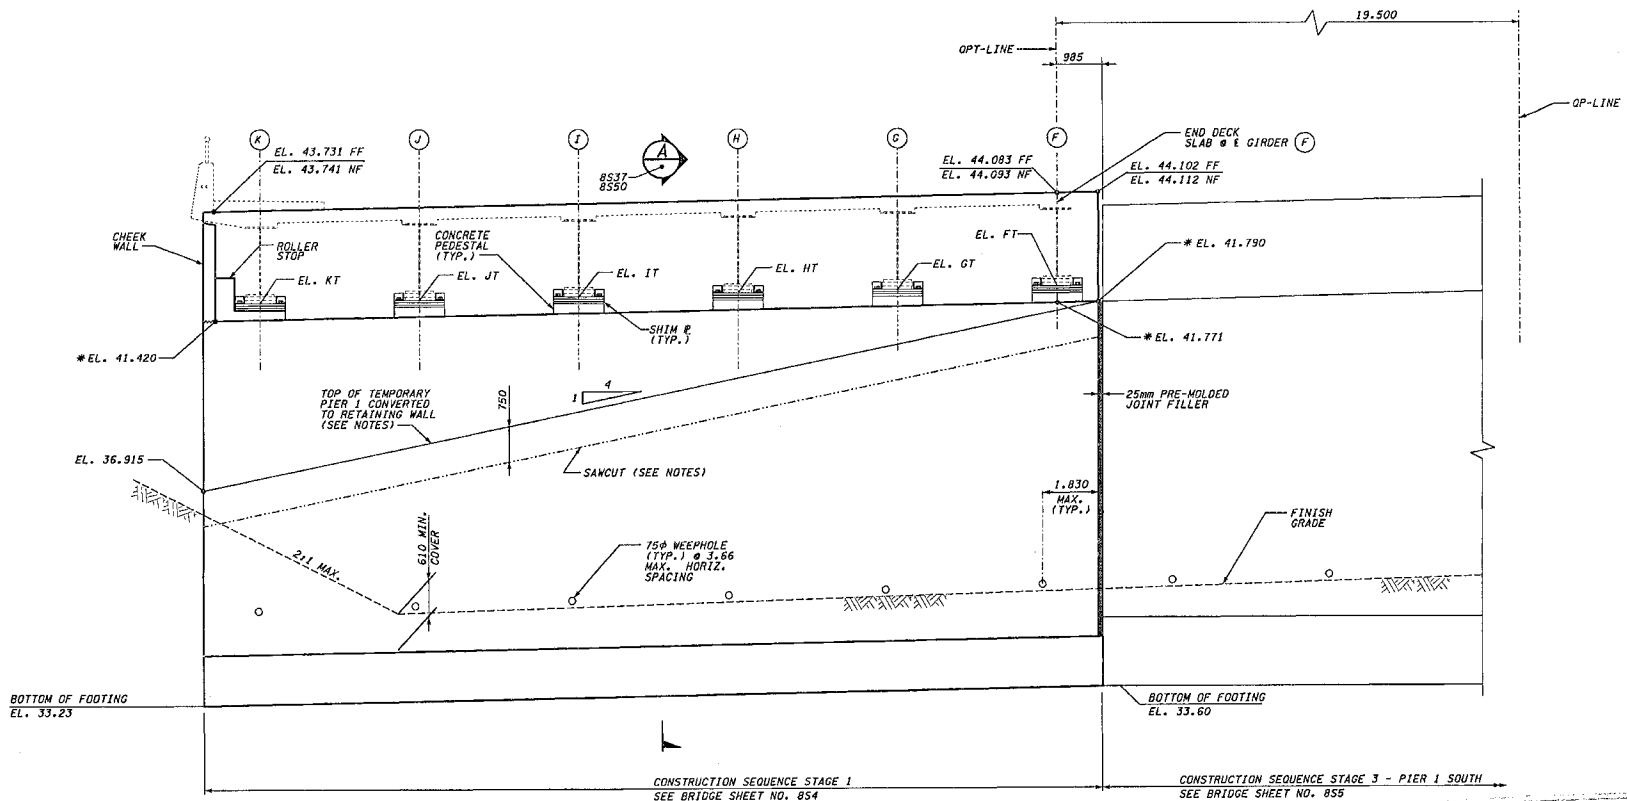 19.500
QPT-LINE
905
QP-LINE
K
J
I
H
G
F
A
8S37
8S50
EL. 43.731 FF
EL. 43.741 NF
EL. 44.083 FF
EL. 44.093 NF
END DECK
SLAB @ ℄ GIRDER F
EL. 44.102 FF
EL. 44.112 NF
CHEEK
WALL
ROLLER
STOP
CONCRETE
PEDESTAL
(TYP.)
EL. KT
EL. JT
EL. IT
EL. HT
EL. GT
EL. FT
* EL. 41.790
SHIM ℙ
(TYP.)
* EL. 41.420
* EL. 41.771
TOP OF TEMPORARY
PIER 1 CONVERTED
TO RETAINING WALL
(SEE NOTES)
750
4
1
25mm PRE-MOLDED
JOINT FILLER
EL. 36.915
SAWCUT (SEE NOTES)
1.830
MAX.
(TYP.)
FINISH
GRADE
2:1 MAX.
610 MIN.
COVER
75Φ WEEPHOLE
(TYP.) @ 3.66
MAX. HORIZ.
SPACING
BOTTOM OF FOOTING
EL. 33.23
BOTTOM OF FOOTING
EL. 33.60
CONSTRUCTION SEQUENCE STAGE 1
SEE BRIDGE SHEET NO. 8S4
CONSTRUCTION SEQUENCE STAGE 3 - PIER 1 SOUTH
SEE BRIDGE SHEET NO. 8S5